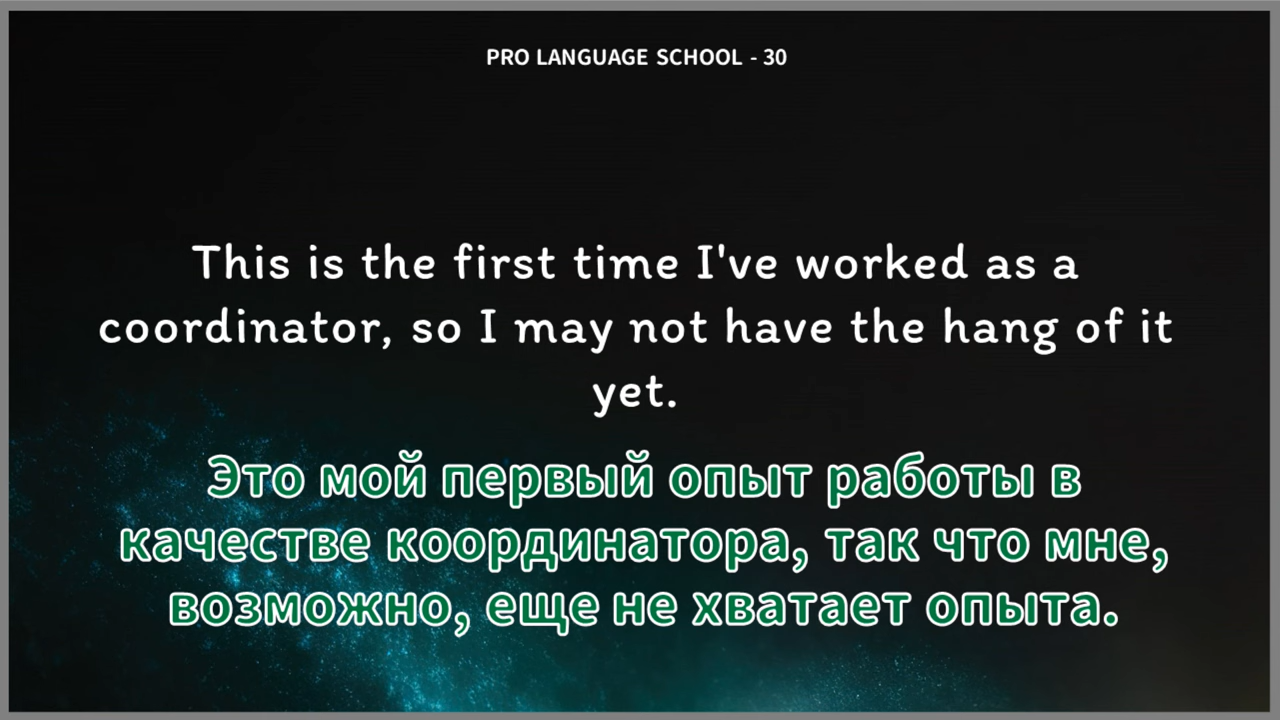 PRO LANGUAGE SCHOOL - 30
This is the first time I've worked as a
coordinator, so I may not have the hang of it
yet.
Это мой первый опыт работы в
качестве координатора, так что мне,
возможно, еще не хватает опыта.